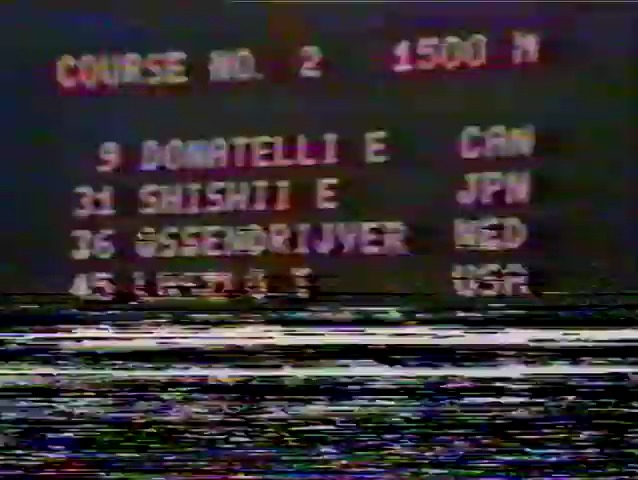 COURSE NO. 2 1500 M
9 DONATELLI E CAN
31 SHISHII E JPN
36 OSSENDRIJVER NED
45 USA